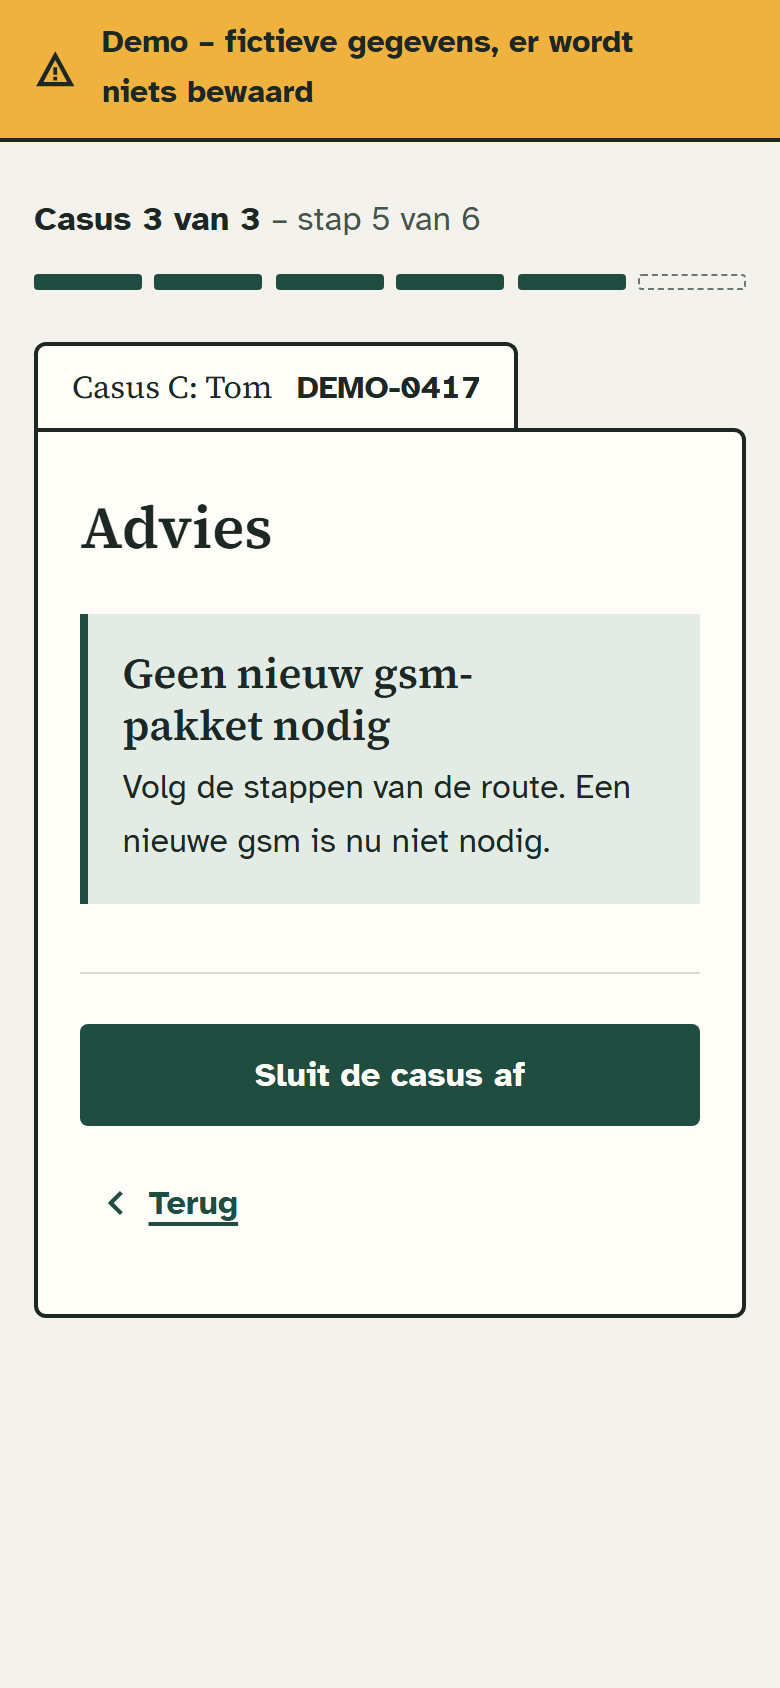 Demo – fictieve gegevens, er wordt
niets bewaard
Casus 3 van 3 – stap 5 van 6
Casus C: Tom DEMO-0417
Advies
Geen nieuw gsm-
pakket nodig
Volg de stappen van de route. Een
nieuwe gsm is nu niet nodig.
Sluit de casus af
Terug